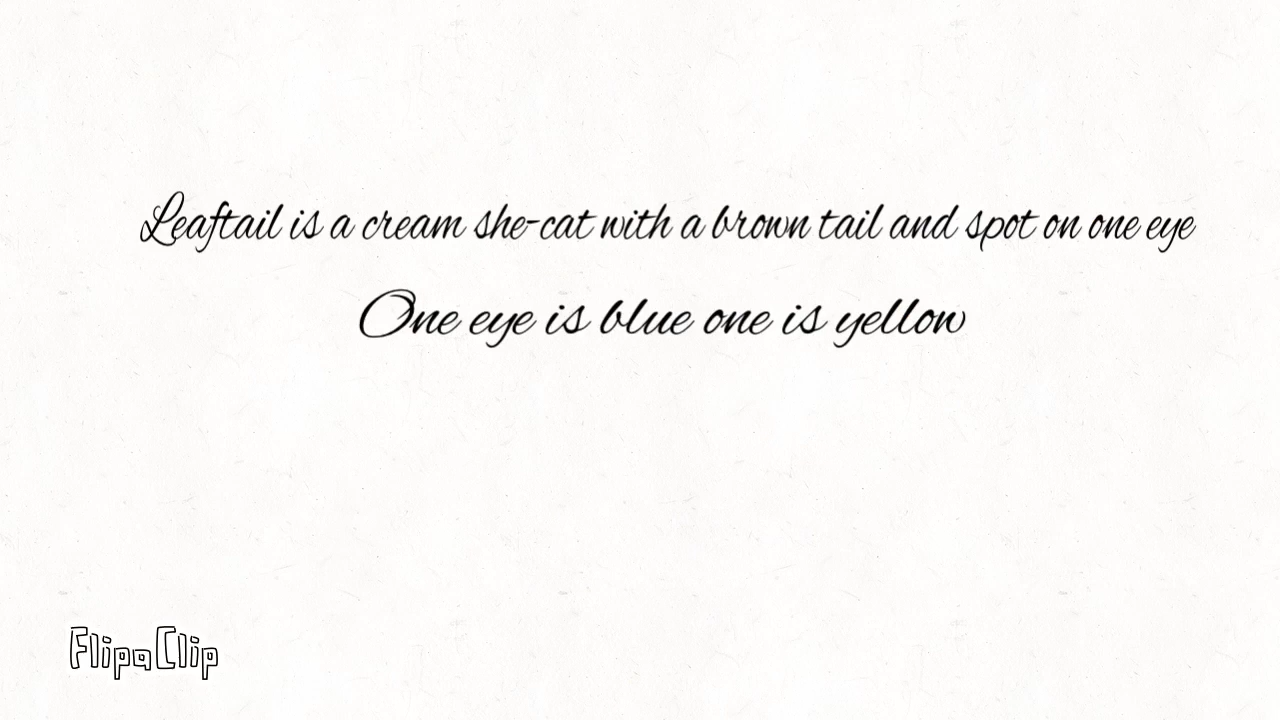 Leaftail is a cream she-cat with a brown tail and spot on one eye
One eye is blue one is yellow
FlipaClip